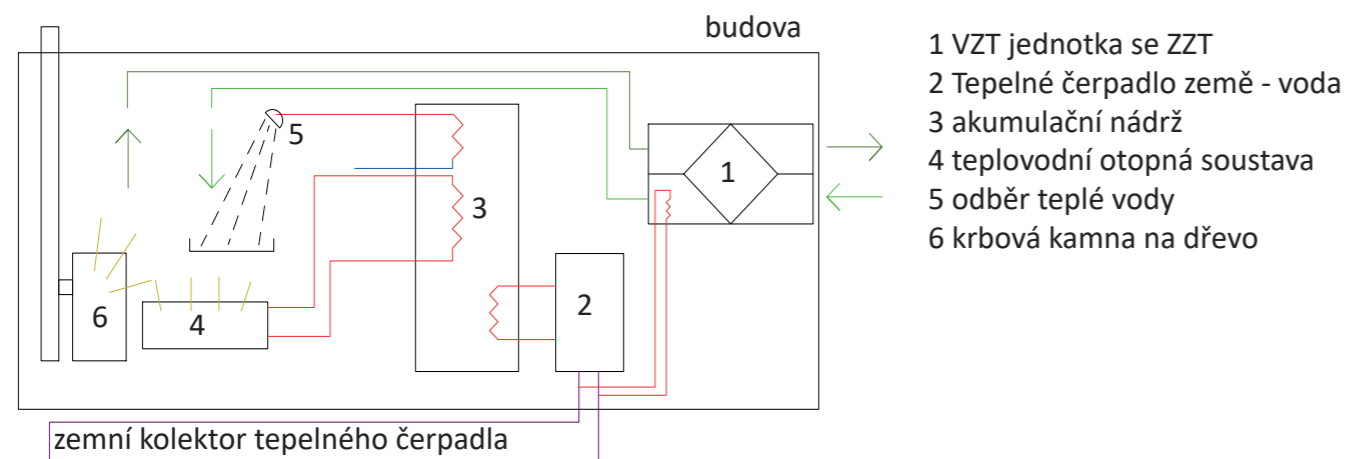 budova
1 VZT jednotka se ZZT
2 Tepelné čerpadlo země - voda
3 akumulační nádrž
4 teplovodní otopná soustava
5 odběr teplé vody
6 krbová kamna na dřevo
5
1
3
2
6
4
zemní kolektor tepelného čerpadla